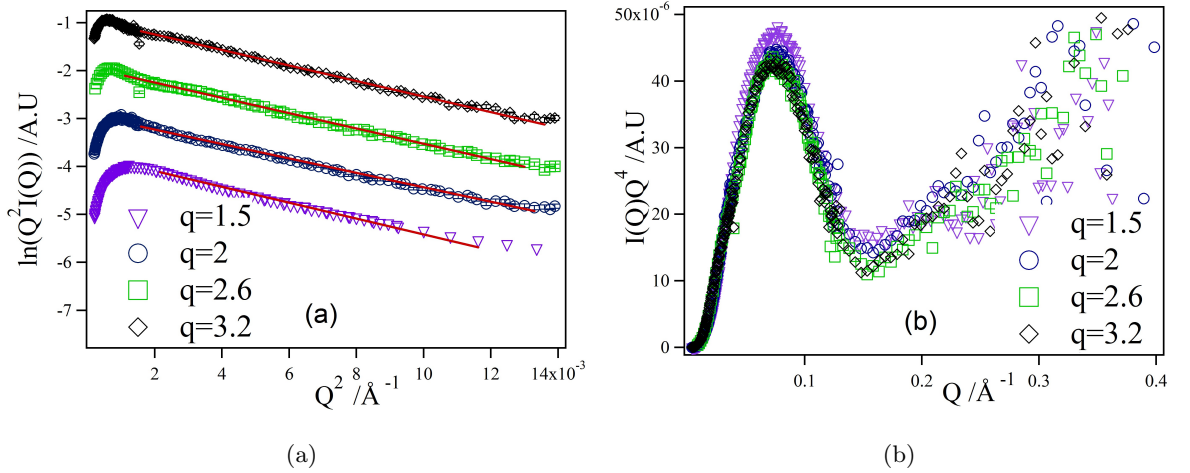 ln(Q²I(Q)) /A.U
-1
-2
-3
-4
-5
-6
-7
q=1.5
q=2
q=2.6
q=3.2
(a)
2
4
6
8
10
12
14x10⁻³
Q² /Å⁻¹
(a)
I(Q)Q⁴ /A.U
50x10⁻⁶
40
30
20
10
0
q=1.5
q=2
q=2.6
q=3.2
(b)
0.1
0.2
0.3
0.4
Q /Å⁻¹
(b)